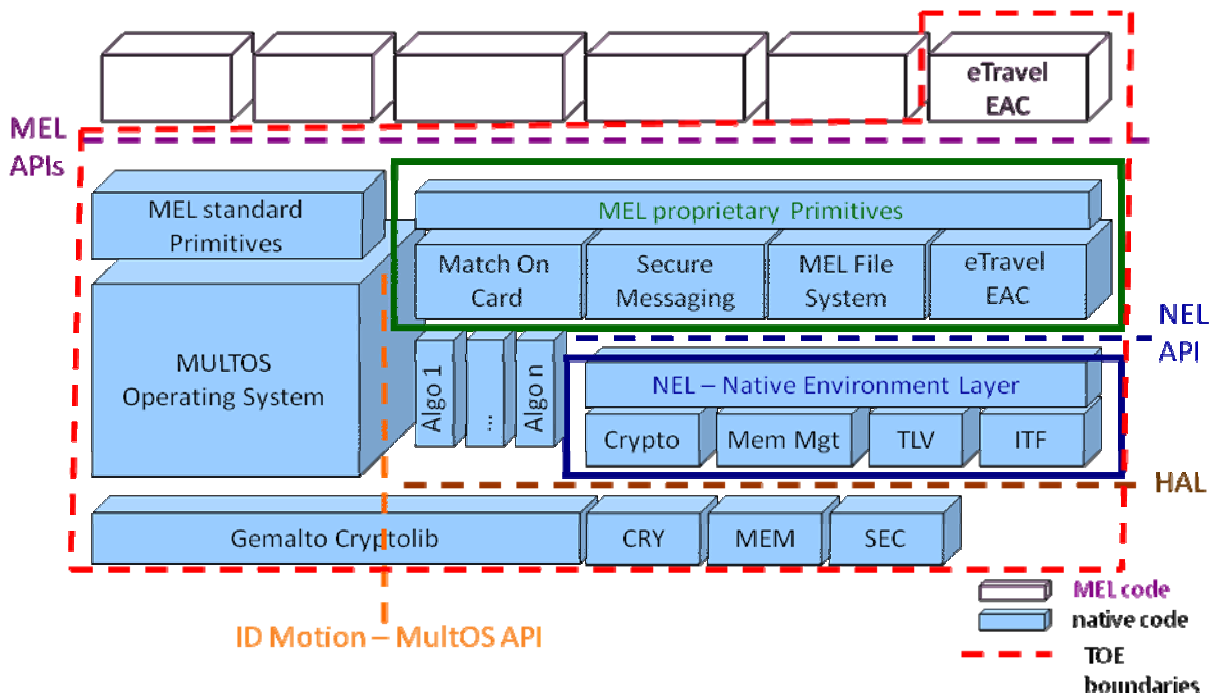 eTravel
EAC
MEL
APIs
MEL standard
Primitives
MEL proprietary Primitives
Match On
Card
Secure
Messaging
MEL File
System
eTravel
EAC
NEL
API
MULTOS
Operating System
Algo 1
...
Algo n
NEL – Native Environment Layer
Crypto
Mem Mgt
TLV
ITF
HAL
Gemalto Cryptolib
CRY
MEM
SEC
ID Motion – MultOS API
MEL code
native code
TOE
boundaries